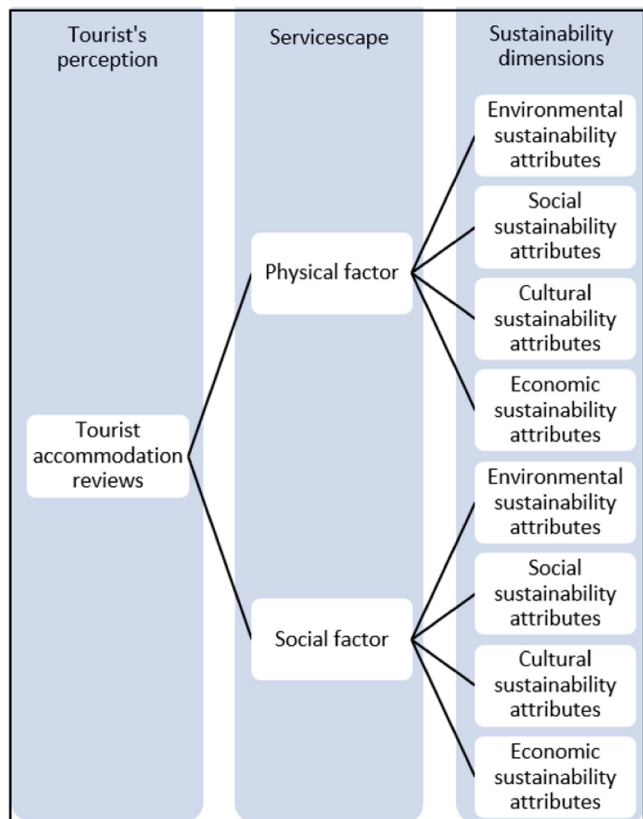 Tourist's
perception
Servicescape
Sustainability
dimensions
Environmental
sustainability
attributes
Social
sustainability
attributes
Physical factor
Cultural
sustainability
attributes
Economic
sustainability
attributes
Tourist
accommodation
reviews
Environmental
sustainability
attributes
Social
sustainability
attributes
Social factor
Cultural
sustainability
attributes
Economic
sustainability
attributes